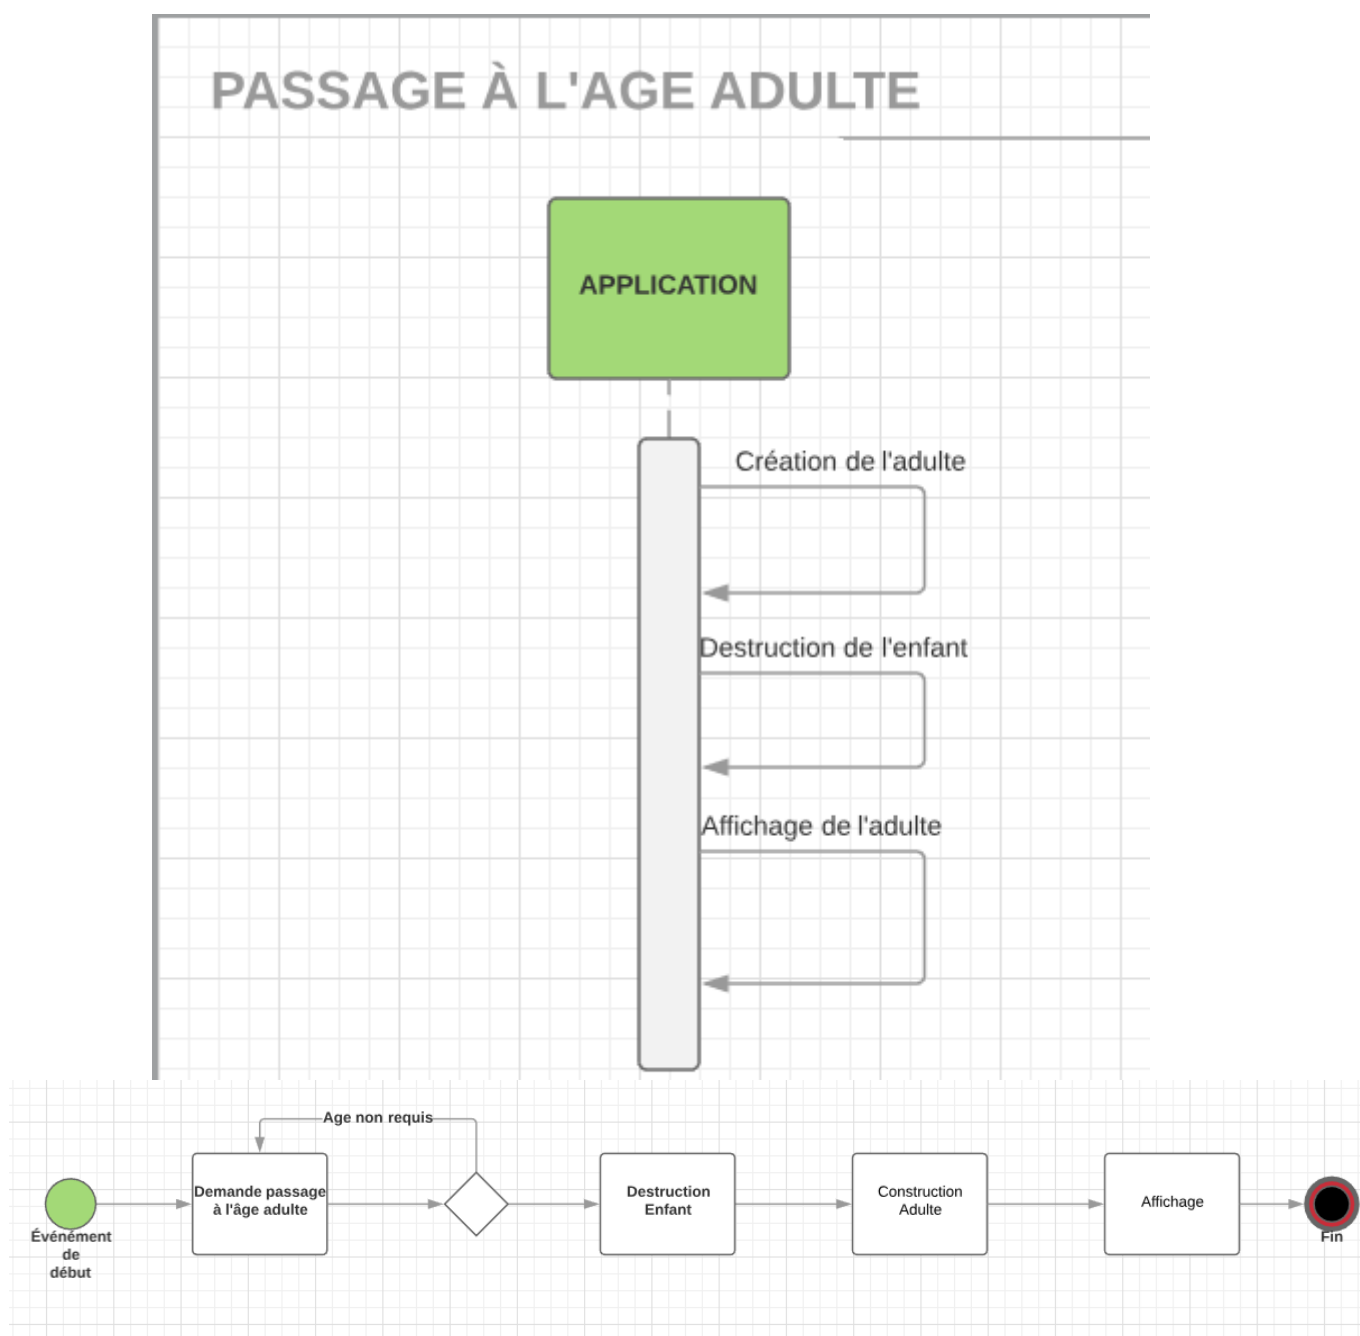 PASSAGE À L'AGE ADULTE
APPLICATION
Création de l'adulte
Destruction de l'enfant
Affichage de l'adulte
Age non requis
Demande passage
à l'âge adulte
Destruction
Enfant
Construction
Adulte
Affichage
Événément
de
début
Fin